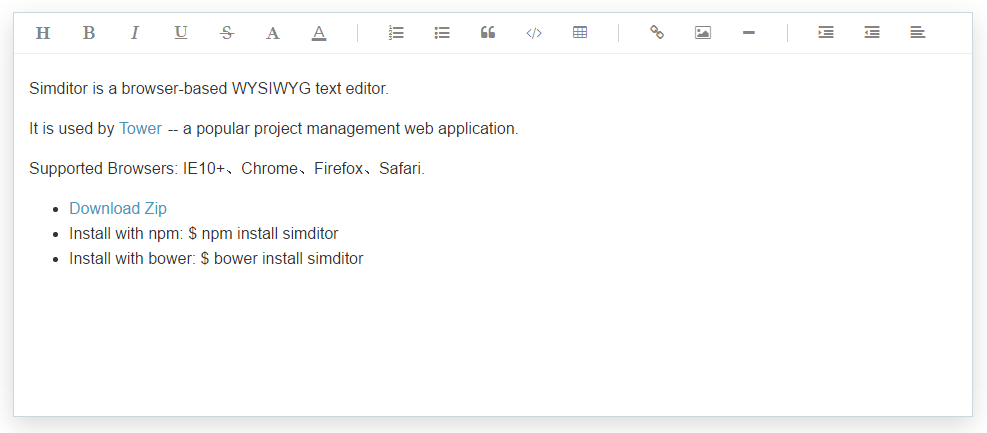 H B I U S A A </>
Simditor is a browser-based WYSIWYG text editor.
It is used by Tower -- a popular project management web application.
Supported Browsers: IE10+、Chrome、Firefox、Safari.
Download Zip
Install with npm: $ npm install simditor
Install with bower: $ bower install simditor